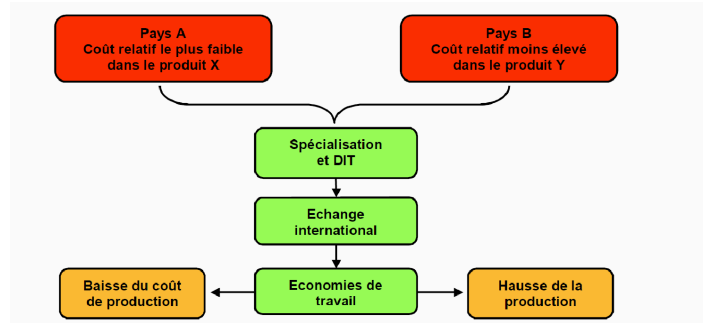 Pays A
Coût relatif le plus faible
dans le produit X
Pays B
Coût relatif moins élevé
dans le produit Y
Spécialisation
et DIT
Echange
international
Baisse du coût
de production
Economies de
travail
Hausse de la
production